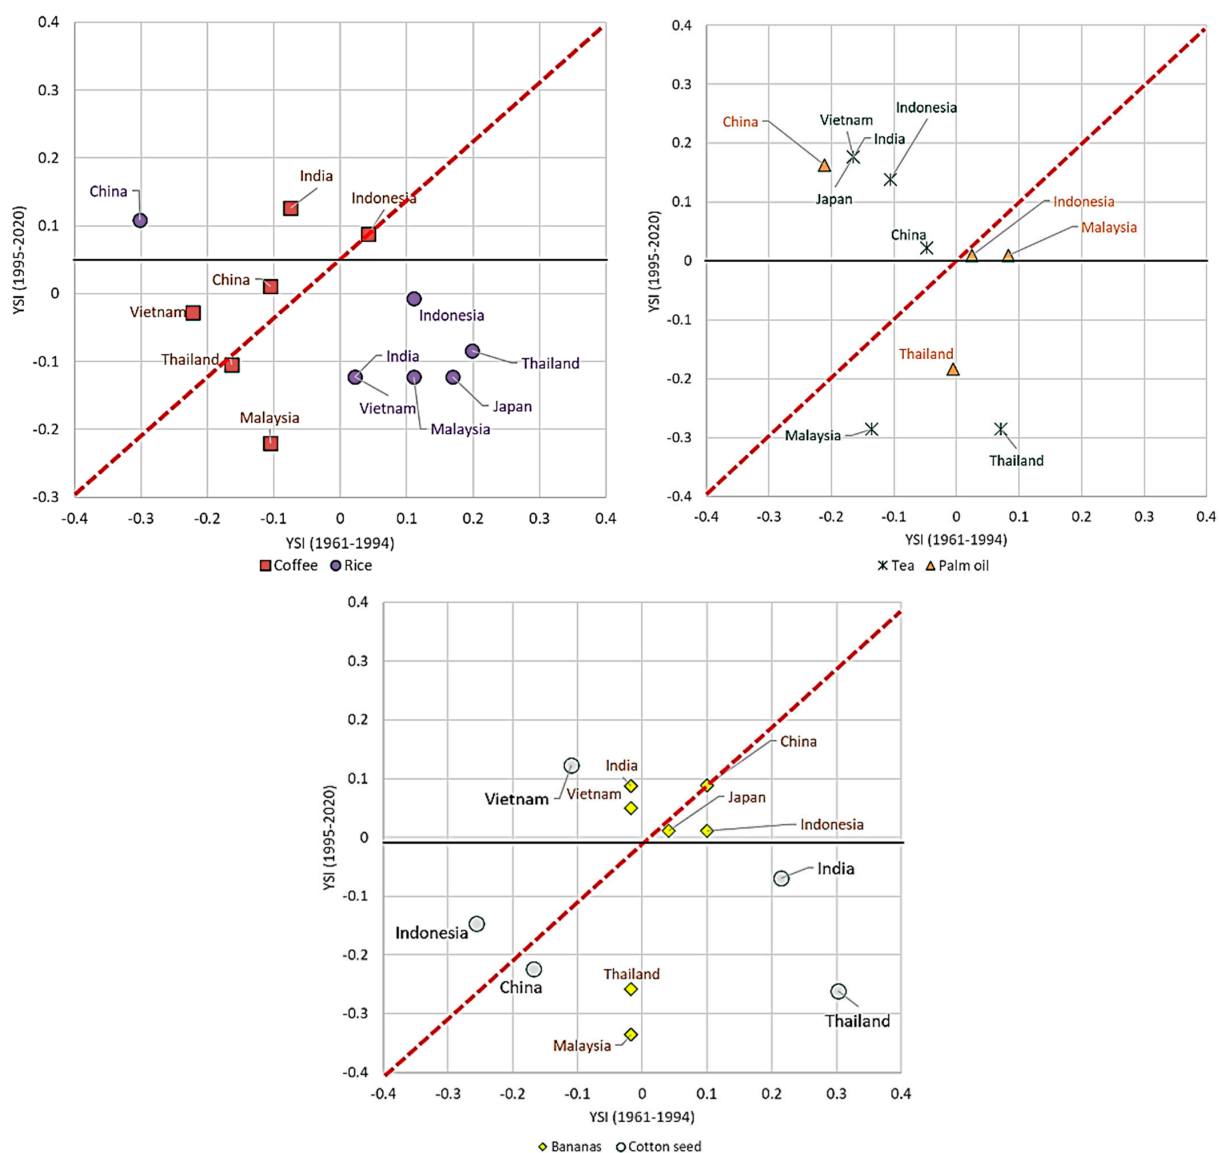 0.4
0.3
0.2
0.1
0
-0.1
-0.2
-0.3
YSI (1995-2020)
China
India
Indonesia
China
Vietnam
Thailand
Malaysia
Indonesia
India
Thailand
Vietnam
Japan
Malaysia
-0.4 -0.3 -0.2 -0.1 0 0.1 0.2 0.3 0.4
YSI (1961-1994)
Coffee Rice
0.4
0.3
0.2
0.1
0
-0.1
-0.2
-0.3
-0.4
YSI (1995-2020)
China
Vietnam
Indonesia
India
Japan
China
Indonesia
Malaysia
Thailand
Malaysia
Thailand
-0.4 -0.3 -0.2 -0.1 0 0.1 0.2 0.3 0.4
YSI (1961-1994)
Tea Palm oil
0.4
0.3
0.2
0.1
0
-0.1
-0.2
-0.3
-0.4
YSI (1995-2020)
China
India
Vietnam
Vietnam
Japan
Indonesia
India
Indonesia
Thailand
China
Thailand
Malaysia
-0.4 -0.3 -0.2 -0.1 0 0.1 0.2 0.3 0.4
YSI (1961-1994)
Bananas Cotton seed